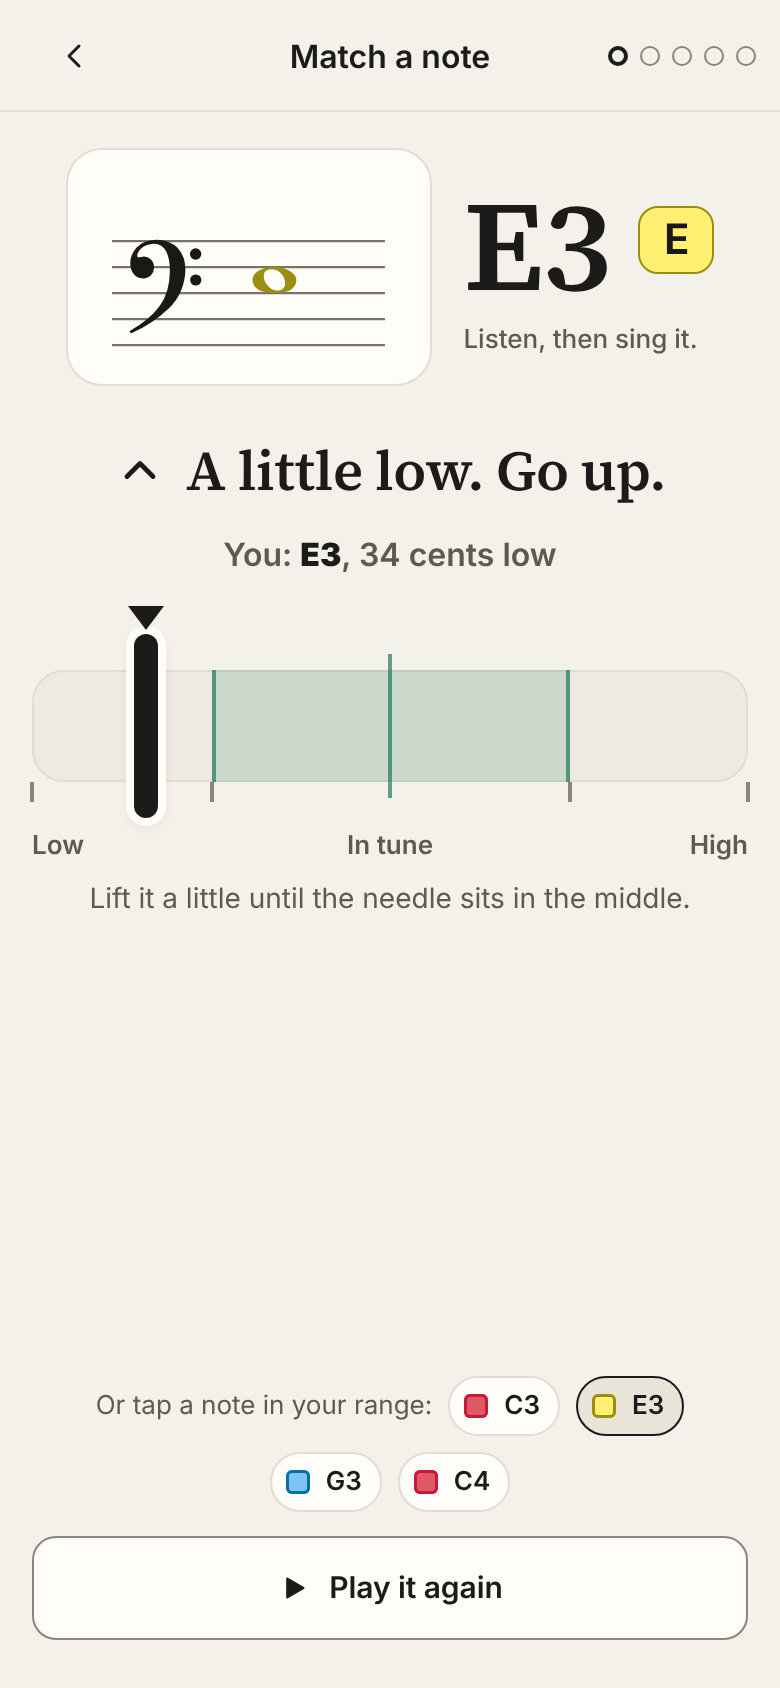 Match a note
E3 E
Listen, then sing it.
A little low. Go up.
You: E3, 34 cents low
Low In tune High
Lift it a little until the needle sits in the middle.
Or tap a note in your range: C3 E3
G3 C4
Play it again